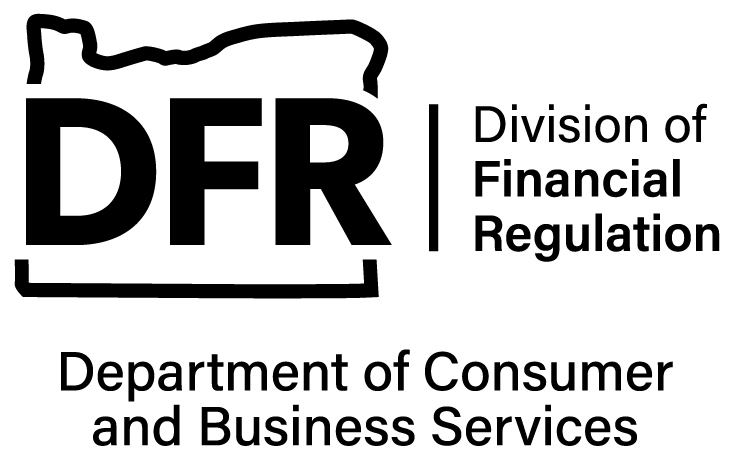 DFR
Division of
Financial
Regulation
Department of Consumer
and Business Services